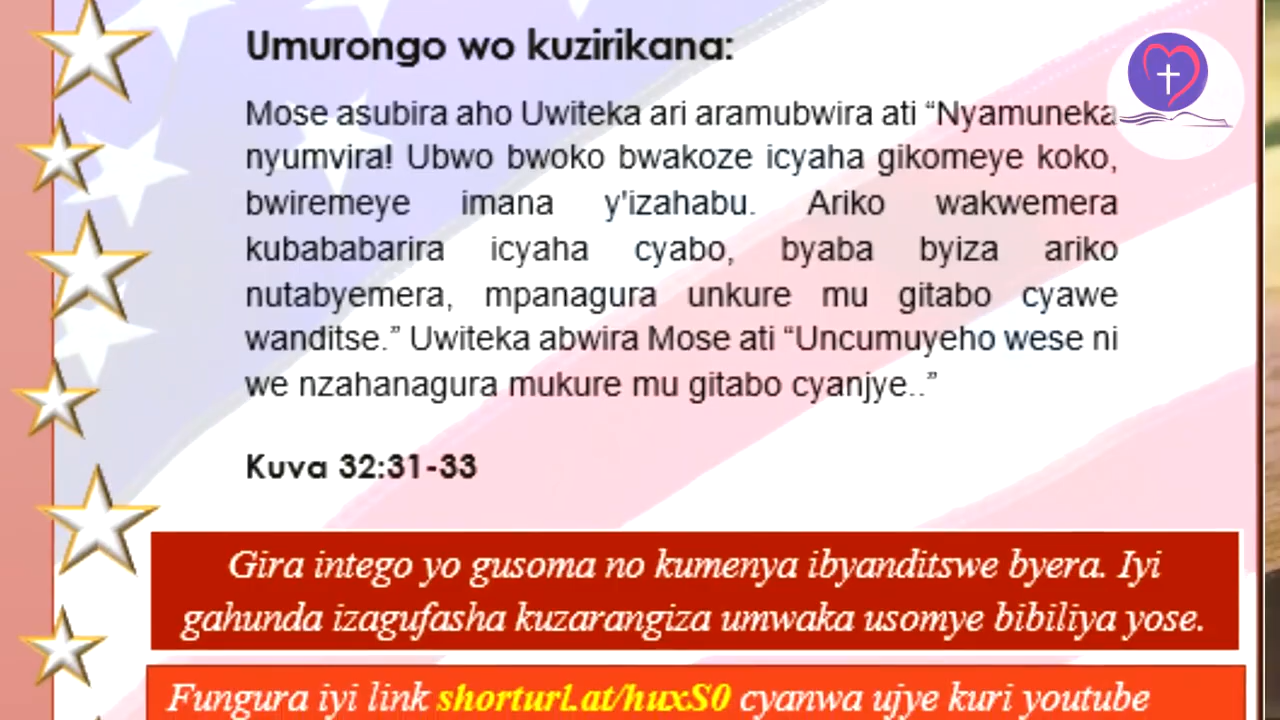 Umurongo wo kuzirikana:
Mose asubira aho Uwiteka ari aramubwira ati “Nyamuneka
nyumvira! Ubwo bwoko bwakoze icyaha gikomeye koko,
bwiremeye imana y'izahabu. Ariko wakwemera
kubababarira icyaha cyabo, byaba byiza ariko
nutabyemera, mpanagura unkure mu gitabo cyawe
wanditse.” Uwiteka abwira Mose ati “Uncumuyeho wese ni
we nzahanagura mukure mu gitabo cyanjye..”
Kuva 32:31-33
Gira intego yo gusoma no kumenya ibyanditswe byera. Iyi
gahunda izagufasha kuzarangiza umwaka usomye bibiliya yose.
Fungura iyi link shorturl.at/huxS0 cyanwa ujye kuri youtube